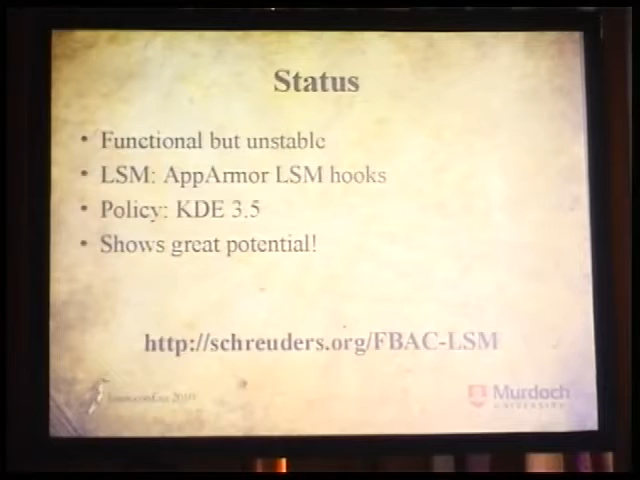 Status
• Functional but unstable
• LSM: AppArmor LSM hooks
• Policy: KDE 3.5
• Shows great potential!
http://schreuders.org/FBAC-LSM
Murdoch
UNIVERSITY